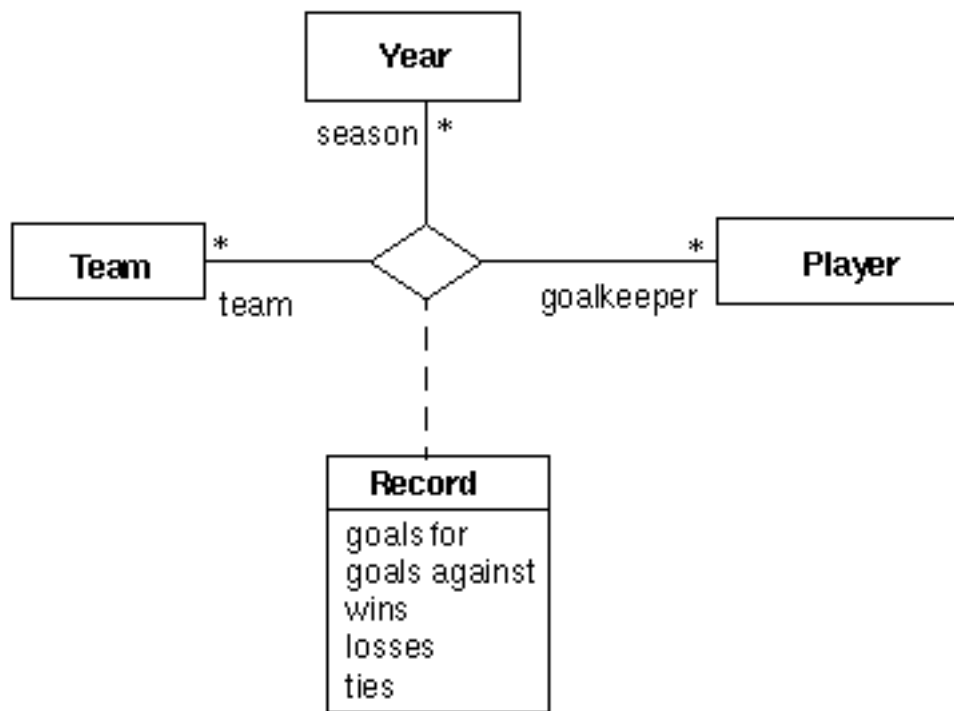 Year
season *
* *
Team
Player
team
goalkeeper
Record
goals for
goals against
wins
losses
ties